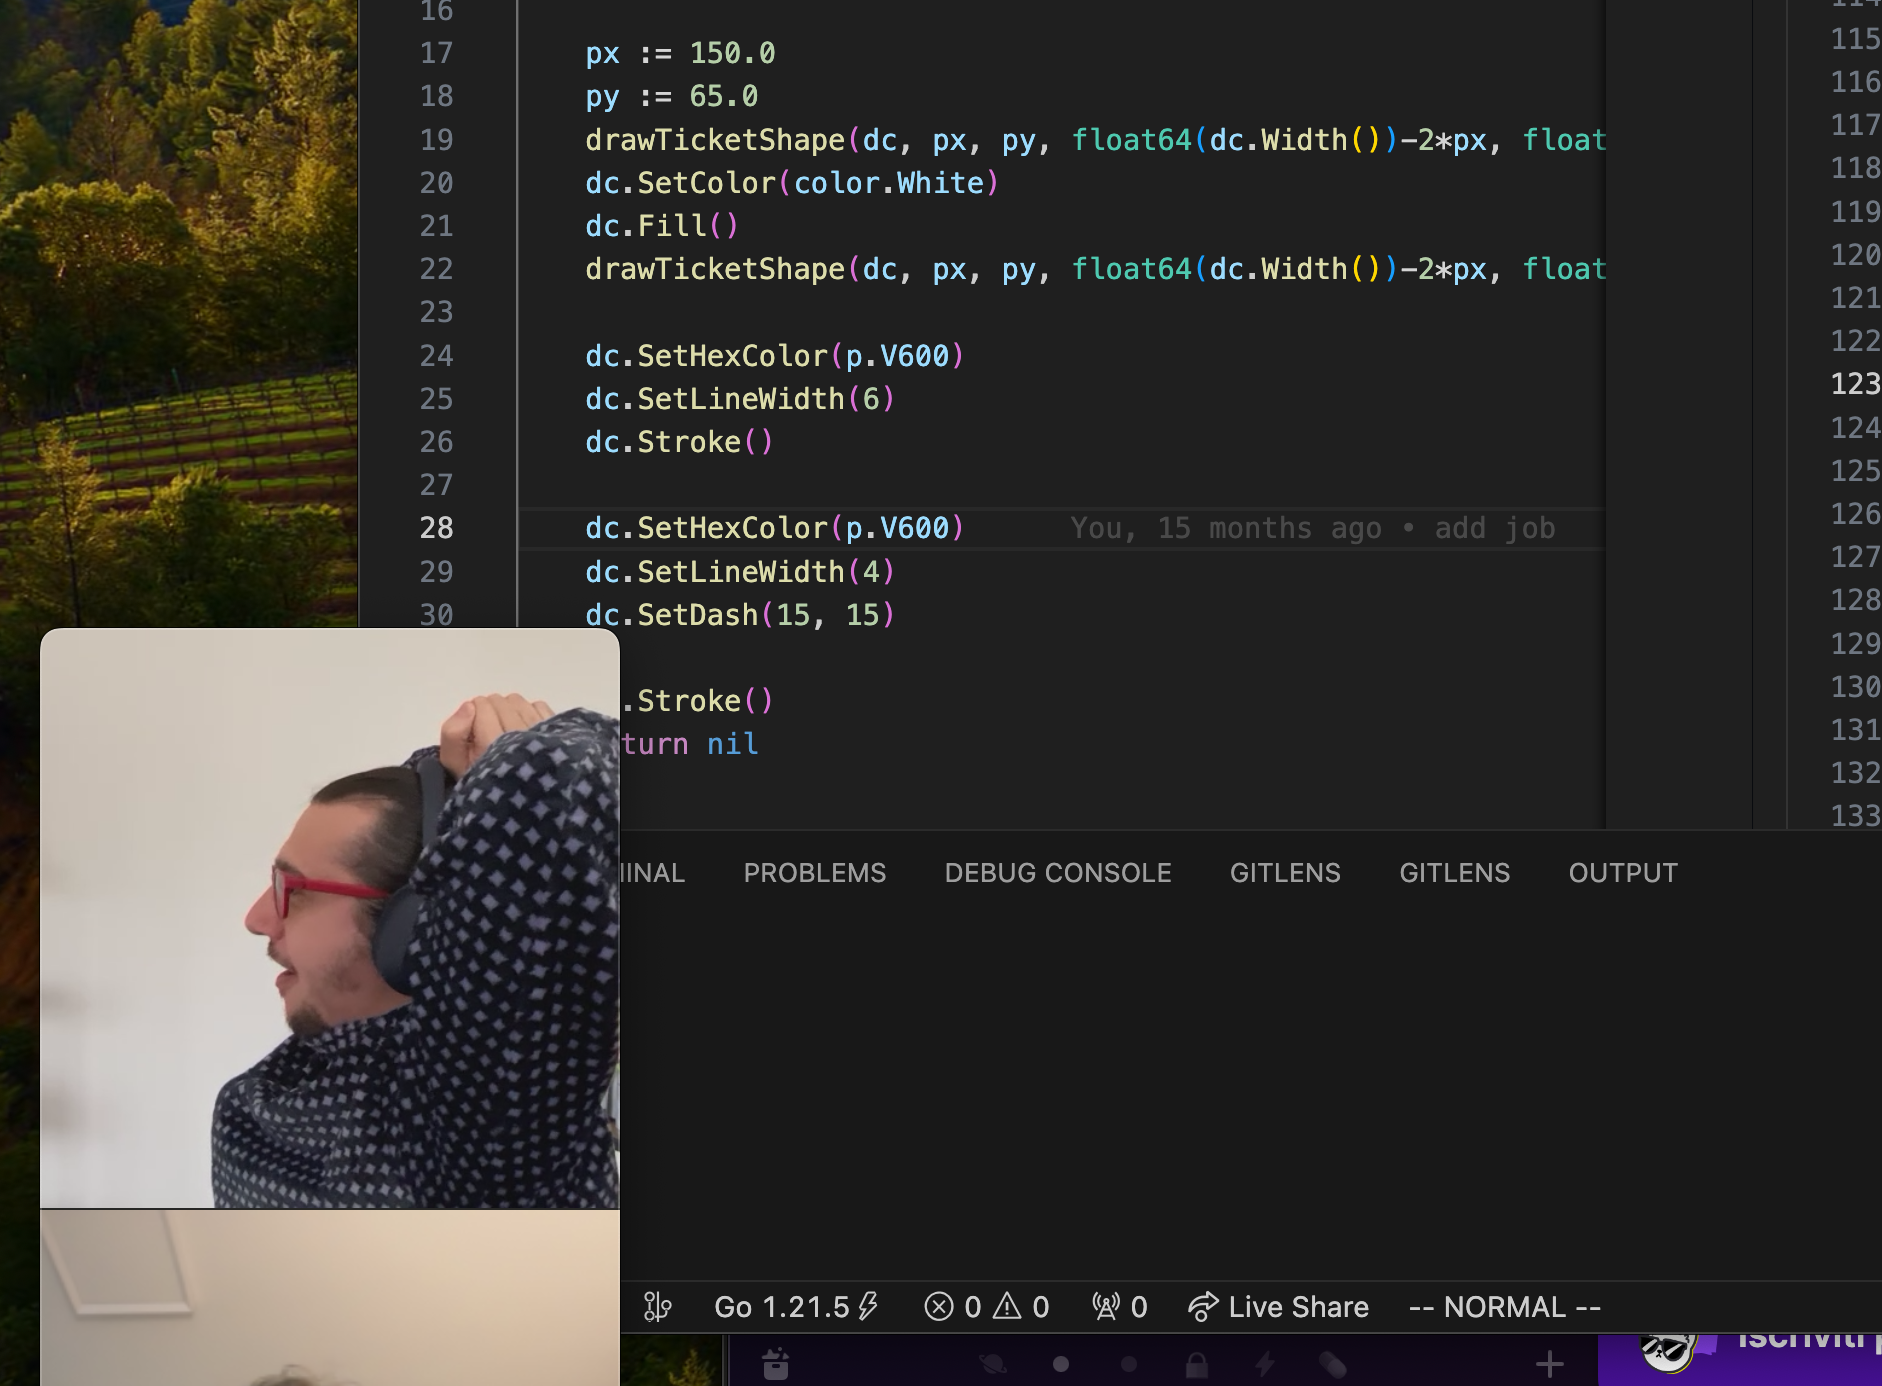 16
17 px := 150.0
18 py := 65.0
19 drawTicketShape(dc, px, py, float64(dc.Width())-2*px, float
20 dc.SetColor(color.White)
21 dc.Fill()
22 drawTicketShape(dc, px, py, float64(dc.Width())-2*px, float
23
24 dc.SetHexColor(p.V600)
25 dc.SetLineWidth(6)
26 dc.Stroke()
27
28 dc.SetHexColor(p.V600) You, 15 months ago • add job
29 dc.SetLineWidth(4)
30 dc.SetDash(15, 15)
.Stroke()
turn nil
115
116
117
118
119
120
121
122
123
124
125
126
127
128
129
130
131
132
133
INAL PROBLEMS DEBUG CONSOLE GITLENS GITLENS OUTPUT
Go 1.21.5 0 0 0 Live Share -- NORMAL --
Iscriviti